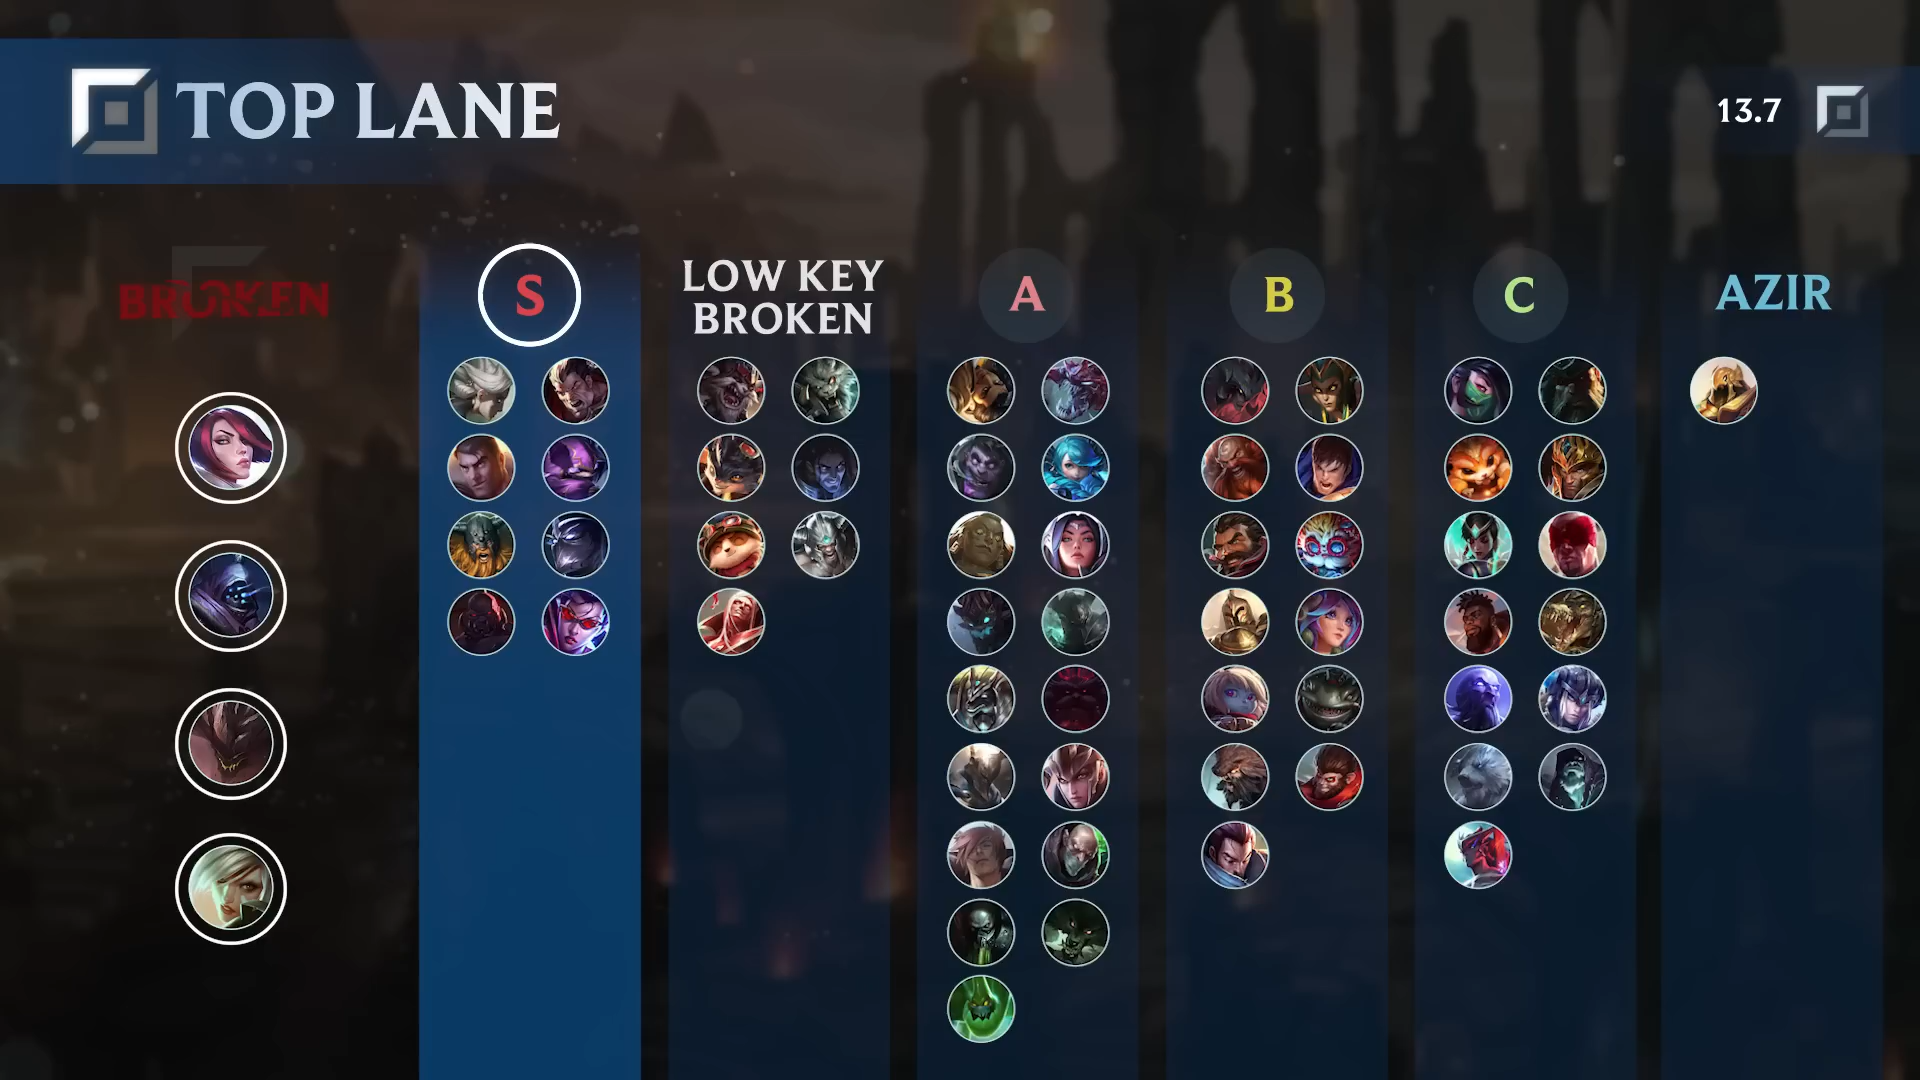 TOP LANE
13.7
BROKEN
S
LOW KEY
BROKEN
A
B
C
AZIR